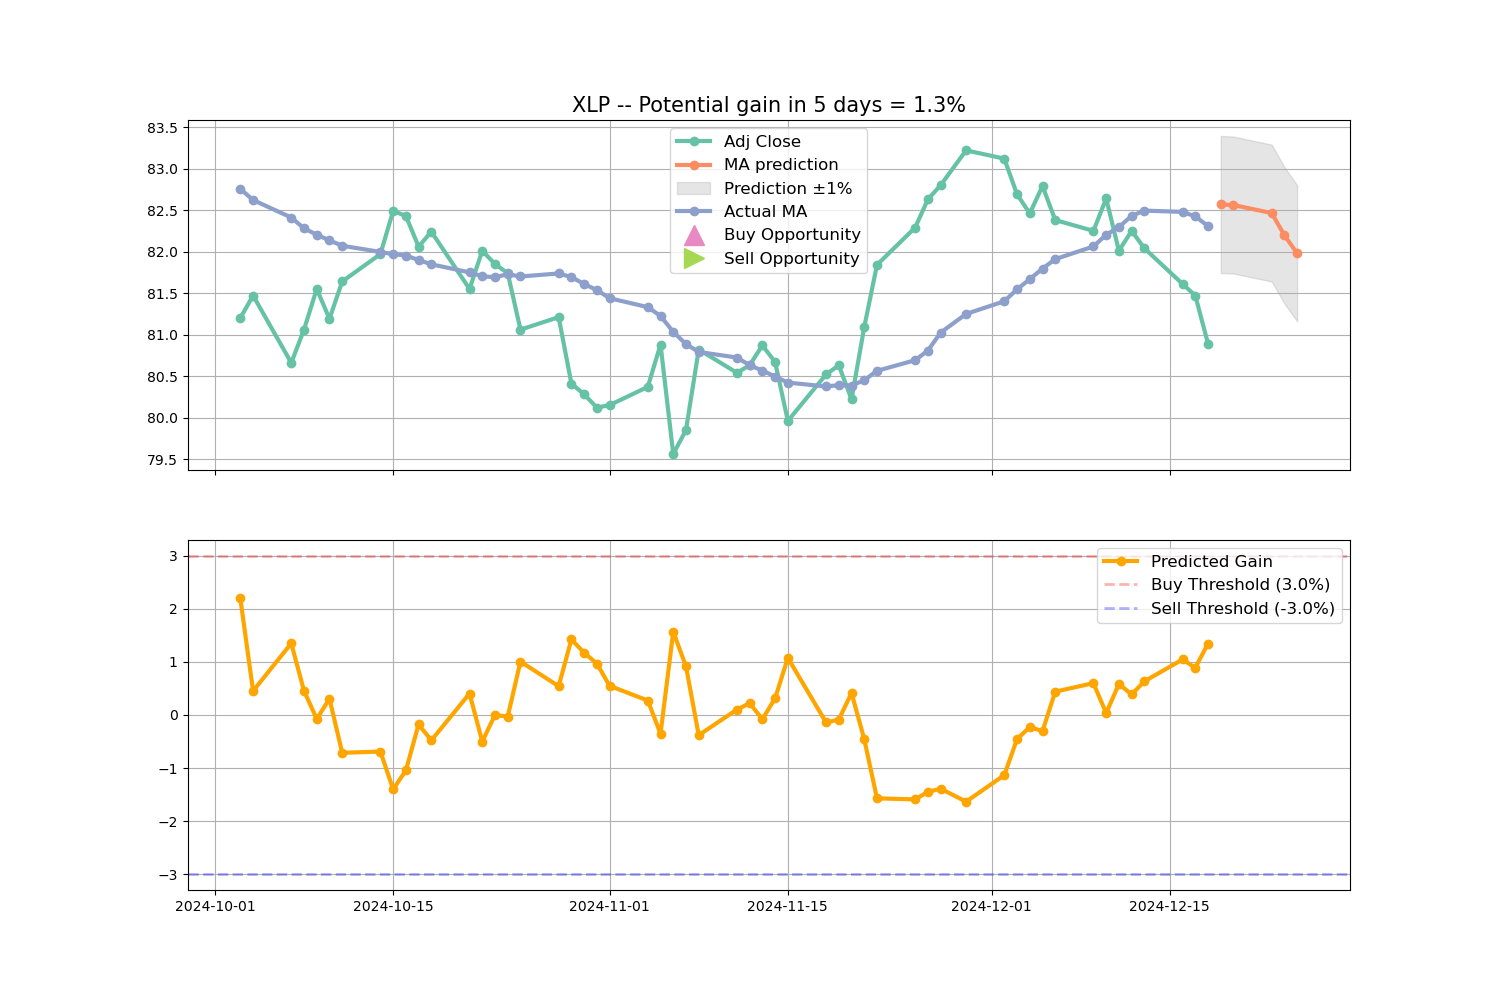 XLP -- Potential gain in 5 days = 1.3%
83.5
83.0
82.5
82.0
81.5
81.0
80.5
80.0
79.5
Adj Close
MA prediction
Prediction ±1%
Actual MA
Buy Opportunity
Sell Opportunity
3
2
1
0
−1
−2
−3
Predicted Gain
Buy Threshold (3.0%)
Sell Threshold (-3.0%)
2024-10-01 2024-10-15 2024-11-01 2024-11-15 2024-12-01 2024-12-15